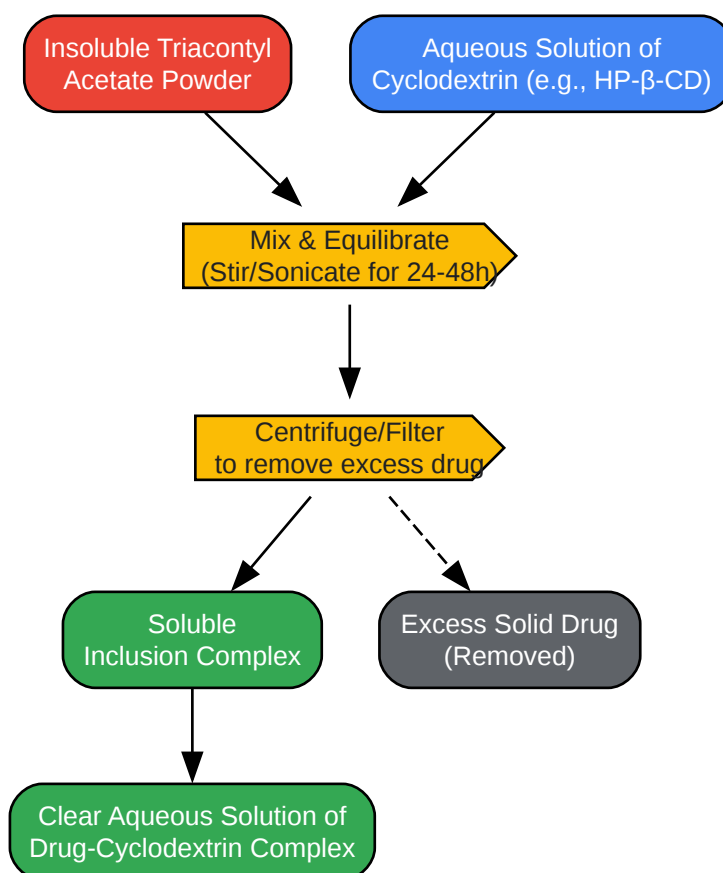 Insoluble Triacontyl
Acetate Powder
Aqueous Solution of
Cyclodextrin (e.g., HP-β-CD)
Mix & Equilibrate
(Stir/Sonicate for 24-48h)
Centrifuge/Filter
to remove excess drug
Soluble
Inclusion Complex
Excess Solid Drug
(Removed)
Clear Aqueous Solution of
Drug-Cyclodextrin Complex